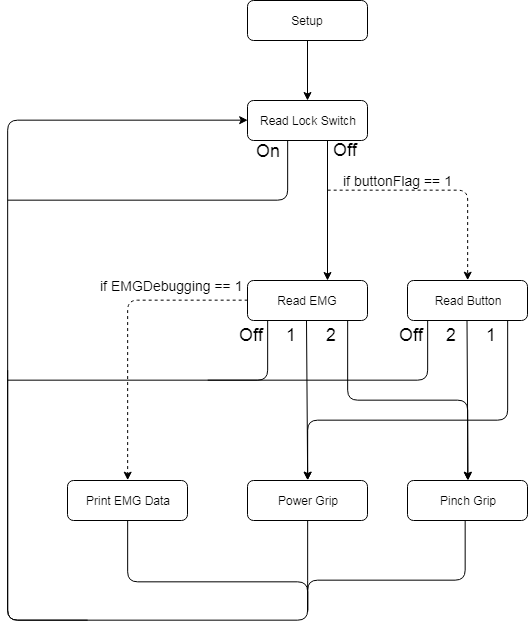 Setup
Read Lock Switch
On
Off
if buttonFlag == 1
if EMGDebugging == 1
Read EMG
Read Button
Off 1 2
Off 2 1
Print EMG Data
Power Grip
Pinch Grip